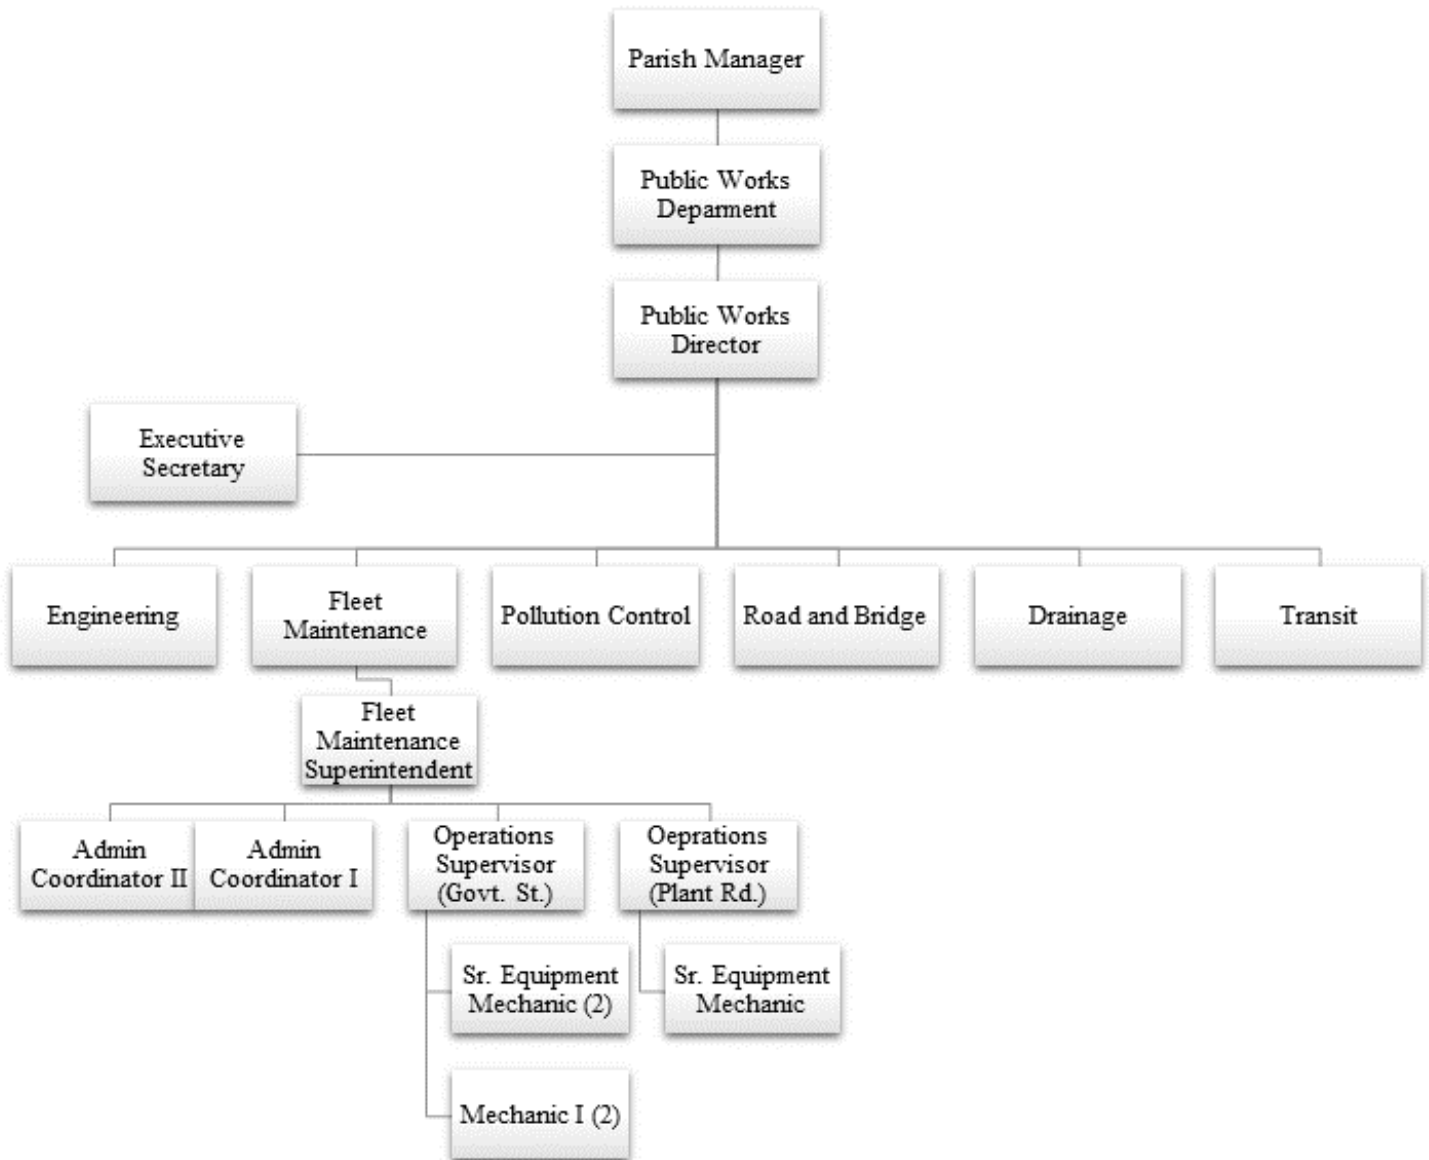 Parish Manager
Public Works
Deparment
Public Works
Director
Executive
Secretary
Engineering
Fleet
Maintenance
Pollution Control
Road and Bridge
Drainage
Transit
Fleet
Maintenance
Superintendent
Admin
Coordinator II
Admin
Coordinator I
Operations
Supervisor
(Govt. St.)
Oeprations
Supervisor
(Plant Rd.)
Sr. Equipment
Mechanic (2)
Sr. Equipment
Mechanic
Mechanic I (2)